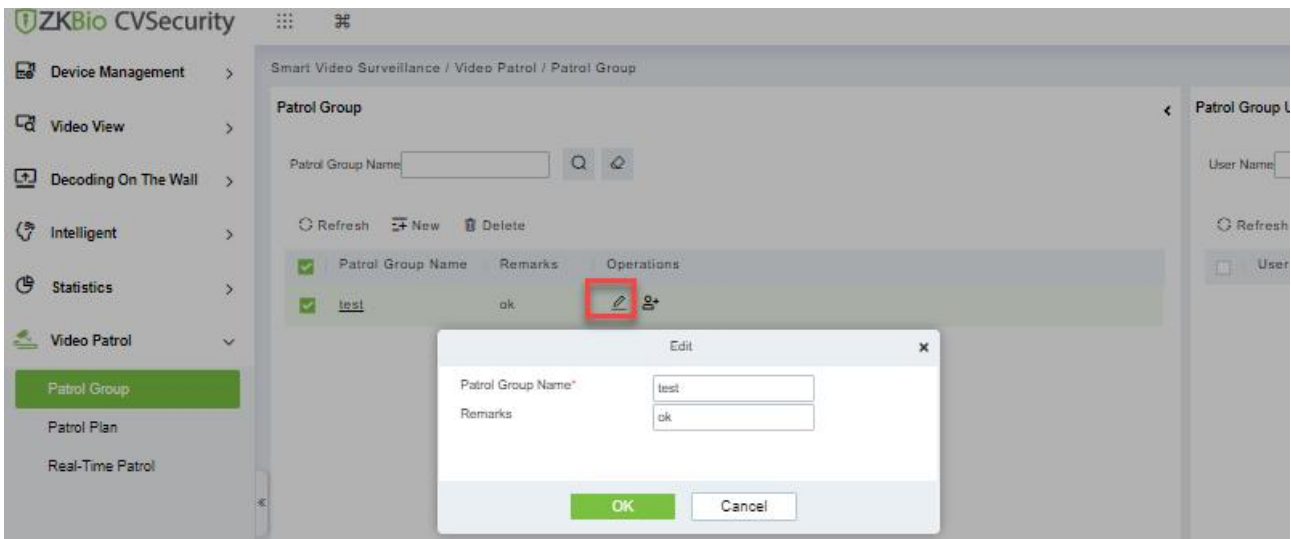 ZKBio CVSecurity
Device Management
Video View
Decoding On The Wall
Intelligent
Statistics
Video Patrol
Patrol Group
Patrol Plan
Real-Time Patrol
Smart Video Surveillance / Video Patrol / Patrol Group
Patrol Group
Patrol Group Name
Refresh New Delete
Patrol Group Name Remarks Operations
test ok
Edit
Patrol Group Name* test
Remarks ok
OK Cancel
Patrol Group U
User Name
Refresh
User